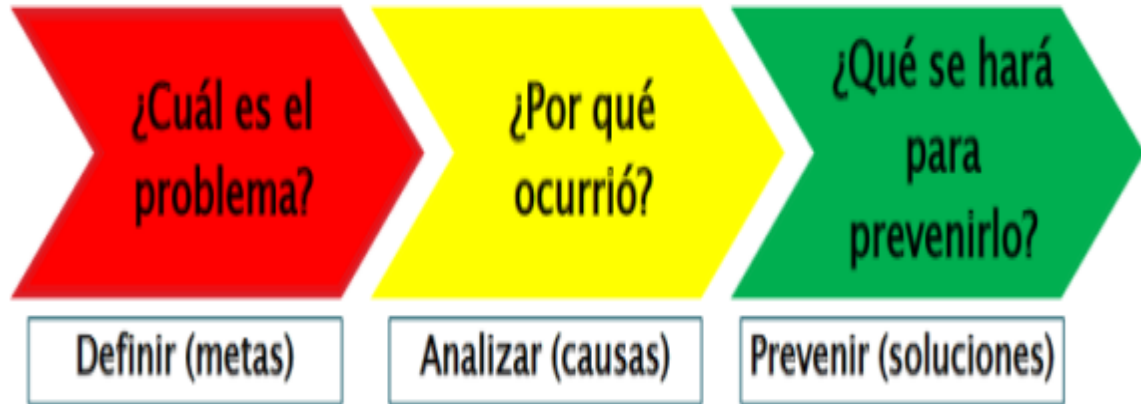 ¿Cuál es el
problema?
¿Por qué
ocurrió?
¿Qué se hará
para
prevenirlo?
Definir (metas)
Analizar (causas)
Prevenir (soluciones)